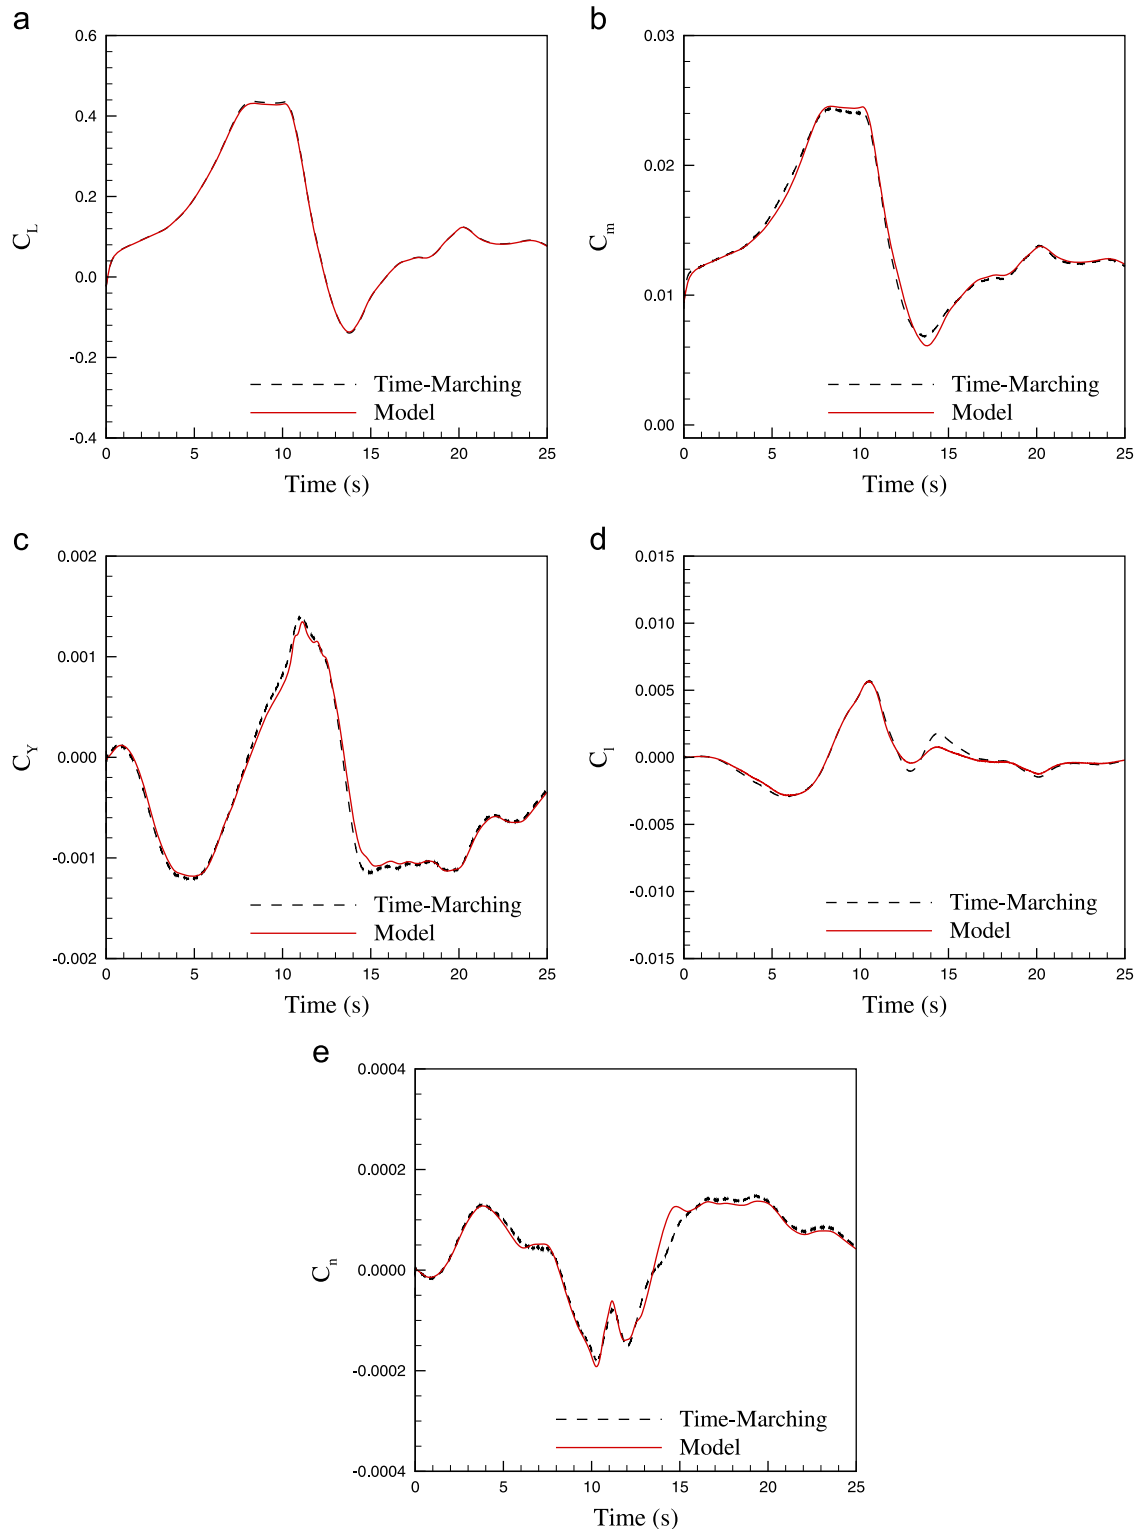 a
0.6
0.4
0.2
0.0
-0.2
-0.4
C_L
Time-Marching
Model
0 5 10 15 20 25
Time (s)
b
0.03
0.02
0.01
0.00
C_m
Time-Marching
Model
0 5 10 15 20 25
Time (s)
c
0.002
0.001
0.000
-0.001
-0.002
C_Y
Time-Marching
Model
0 5 10 15 20 25
Time (s)
d
0.015
0.010
0.005
0.000
-0.005
-0.010
-0.015
C_l
Time-Marching
Model
0 5 10 15 20 25
Time (s)
e
0.0004
0.0002
0.0000
-0.0002
-0.0004
C_n
Time-Marching
Model
0 5 10 15 20 25
Time (s)